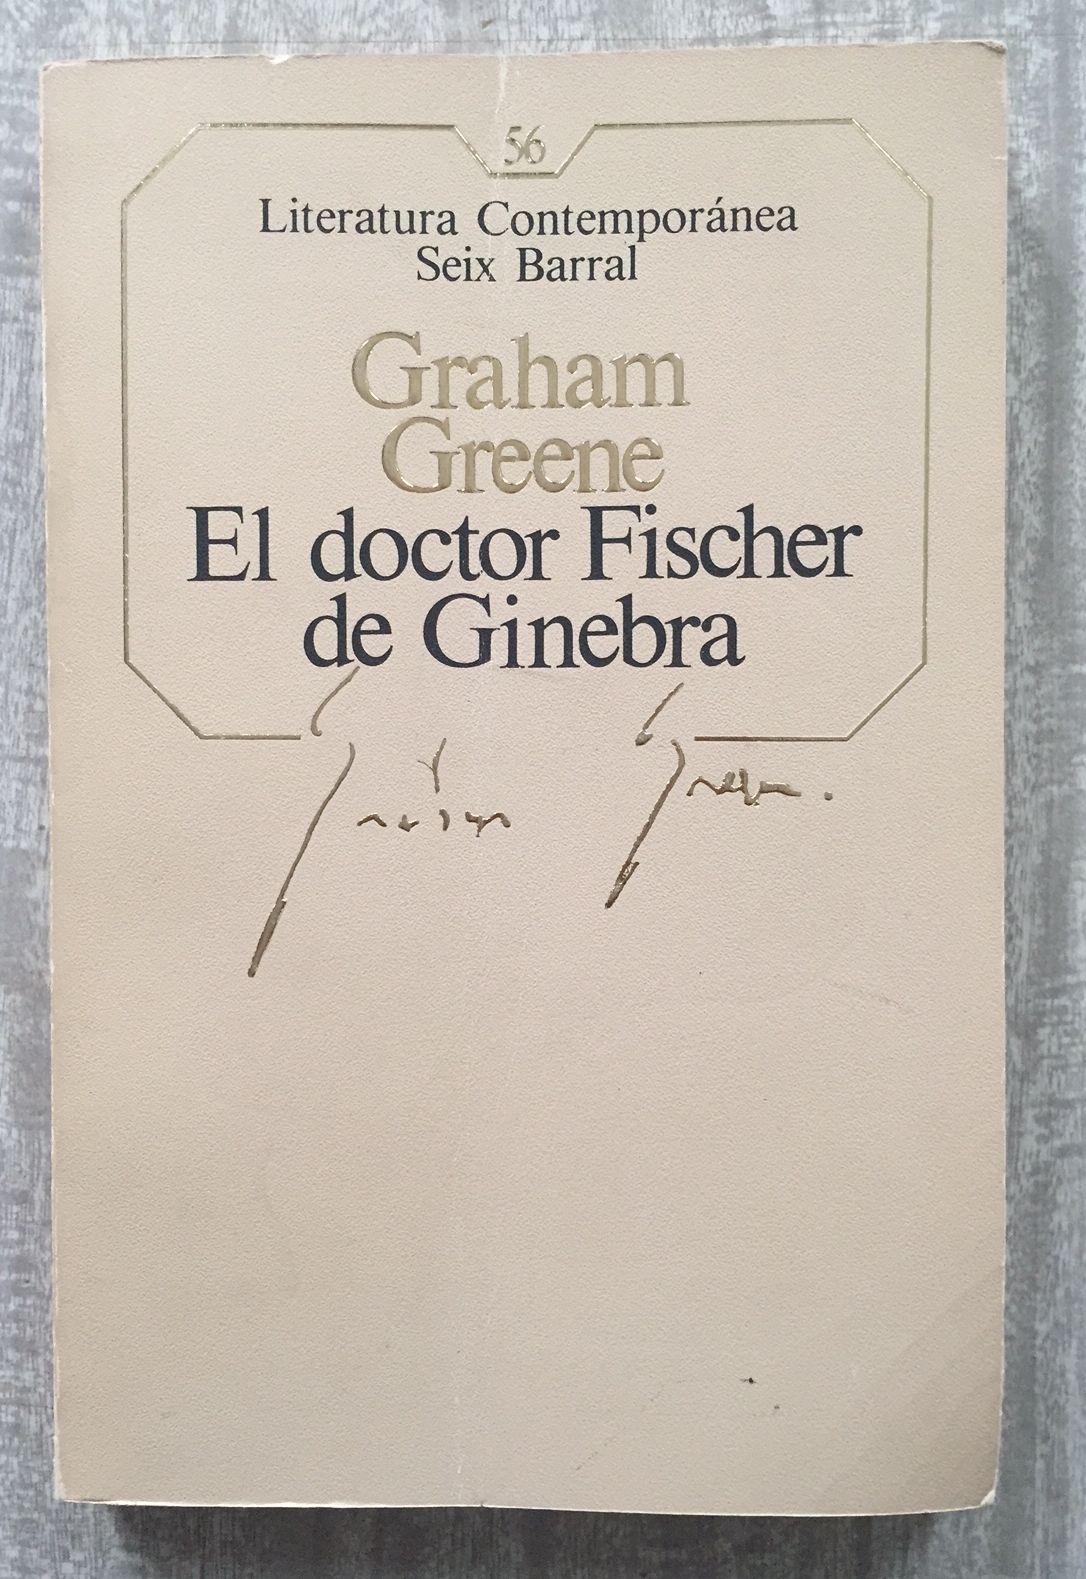 56
Literatura Contemporánea
Seix Barral
Graham
Greene
El doctor Fischer
de Ginebra